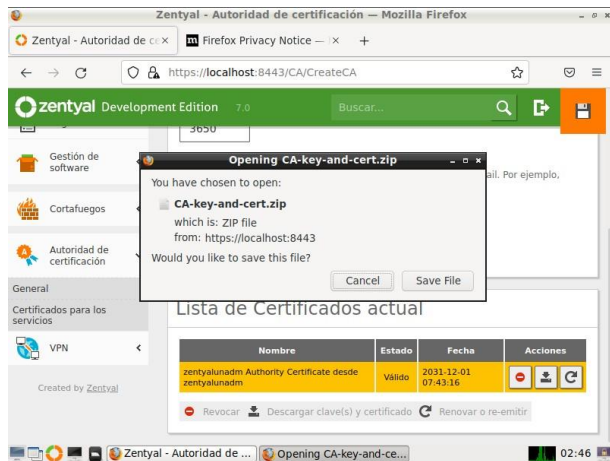 Zentyal - Autoridad de certificación — Mozilla Firefox
Zentyal - Autoridad de ce
Firefox Privacy Notice —
https://localhost:8443/CA/CreateCA
zentyal Development Edition 7.0
Buscar...
3650
Gestión de software
ail. Por ejemplo,
Cortafuegos
Autoridad de certificación
General
Certificados para los servicios
VPN
Created by Zentyal
Opening CA-key-and-cert.zip
You have chosen to open:
CA-key-and-cert.zip
which is: ZIP file
from: https://localhost:8443
Would you like to save this file?
Cancel
Save File
Lista de Certificados actual
Nombre Estado Fecha Acciones
zentyalunadm Authority Certificate desde zentyalunadm
Válido
2031-12-01 07:43:16
Revocar Descargar clave(s) y certificado Renovar o re-emitir
Zentyal - Autoridad de ...
Opening CA-key-and-ce...
02:46